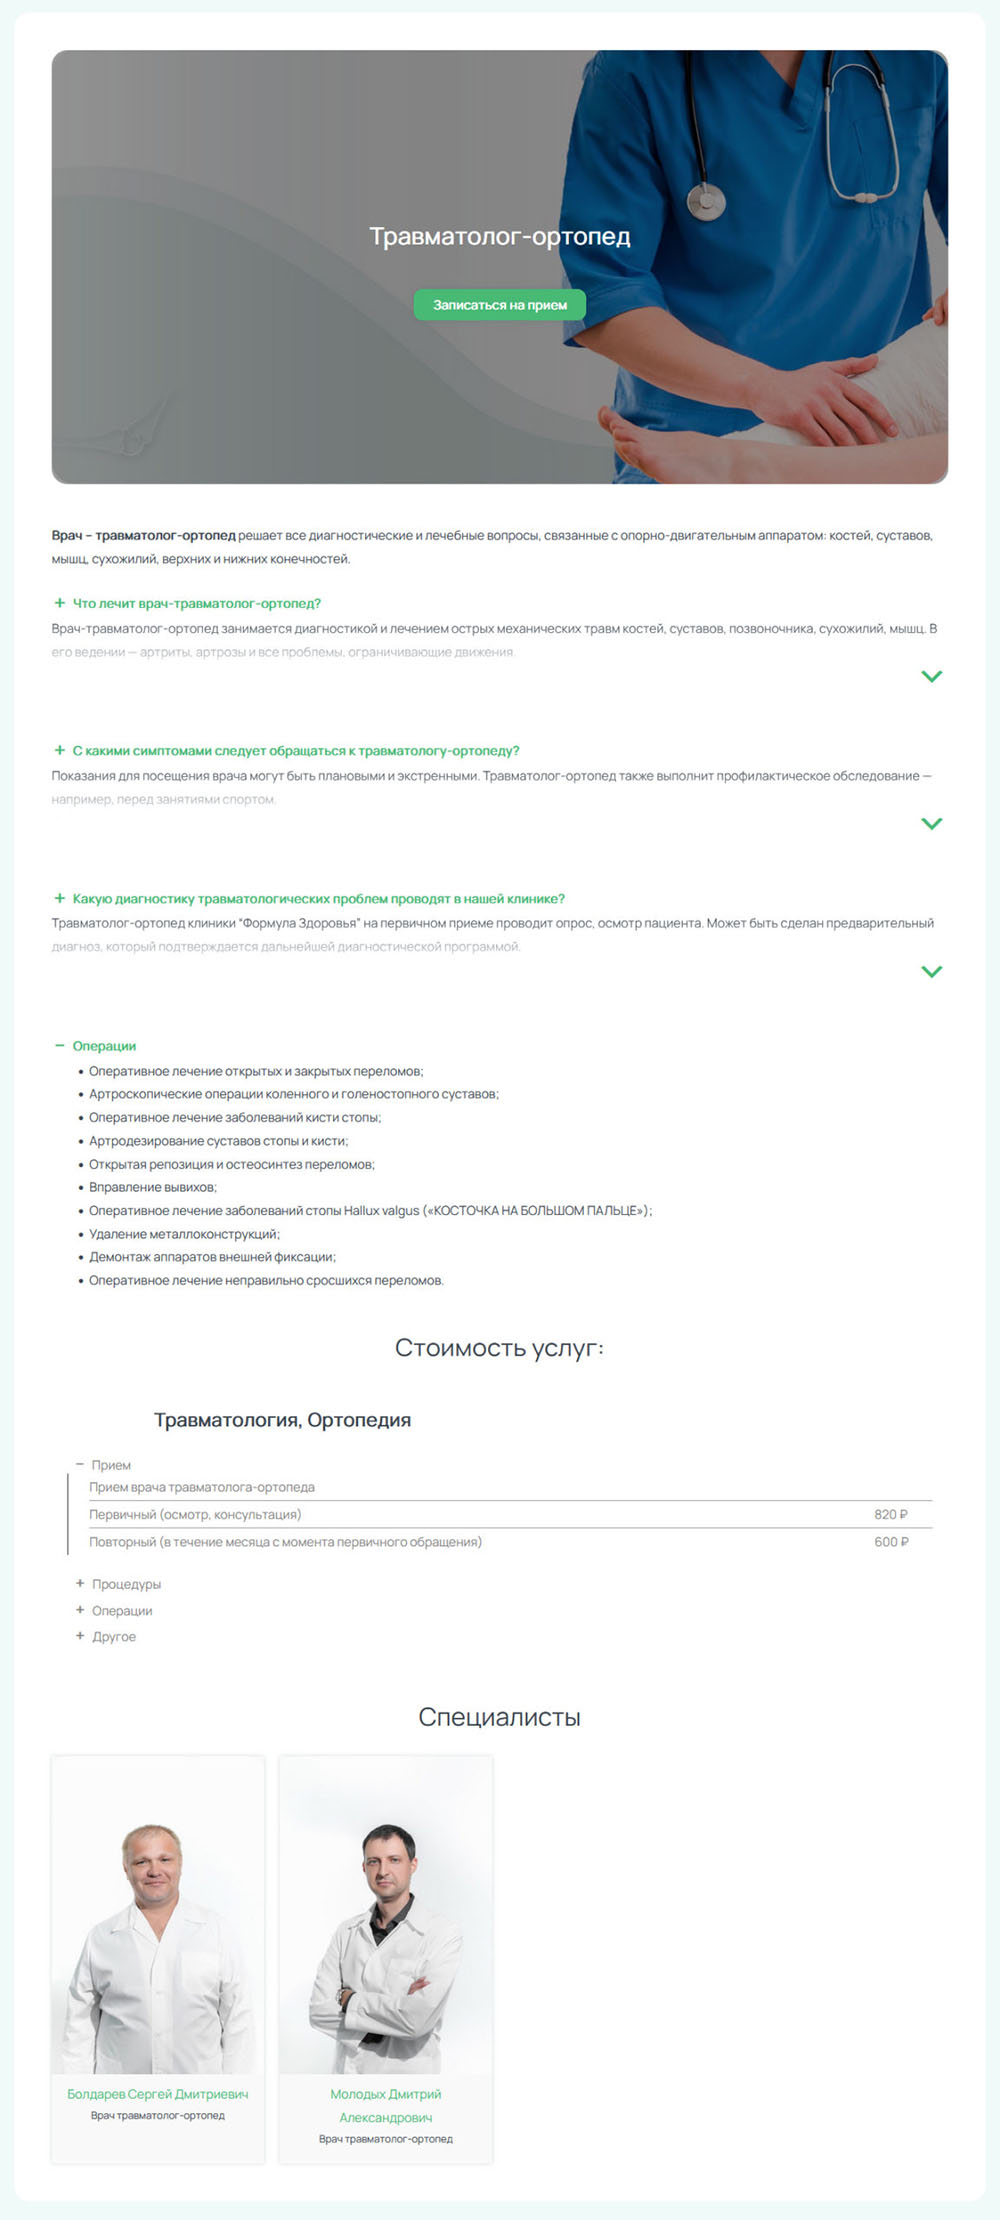 Травматолог-ортопед
Записаться на прием
Врач – травматолог-ортопед решает все диагностические и лечебные вопросы, связанные с опорно-двигательным аппаратом: костей, суставов,
мышц, сухожилий, верхних и нижних конечностей.
+ Что лечит врач-травматолог-ортопед?
Врач-травматолог-ортопед занимается диагностикой и лечением острых механических травм костей, суставов, позвоночника, сухожилий, мышц. В
его ведении — артриты, артрозы и все проблемы, ограничивающие движения.
+ С какими симптомами следует обращаться к травматологу-ортопеду?
Показания для посещения врача могут быть плановыми и экстренными. Травматолог-ортопед также выполнит профилактическое обследование —
например, перед занятиями спортом.
+ Какую диагностику травматологических проблем проводят в нашей клинике?
Травматолог-ортопед клиники “Формула Здоровья” на первичном приеме проводит опрос, осмотр пациента. Может быть сделан предварительный
диагноз, который подтверждается дальнейшей диагностической программой.
− Операции
• Оперативное лечение открытых и закрытых переломов;
• Артроскопические операции коленного и голеностопного суставов;
• Оперативное лечение заболеваний кисти стопы;
• Артродезирование суставов стопы и кисти;
• Открытая репозиция и остеосинтез переломов;
• Вправление вывихов;
• Оперативное лечение заболеваний стопы Hallux valgus («КОСТОЧКА НА БОЛЬШОМ ПАЛЬЦЕ»);
• Удаление металлоконструкций;
• Демонтаж аппаратов внешней фиксации;
• Оперативное лечение неправильно сросшихся переломов.
Стоимость услуг:
Травматология, Ортопедия
− Прием
Прием врача травматолога-ортопеда
Первичный (осмотр, консультация) 820 ₽
Повторный (в течение месяца с момента первичного обращения) 600 ₽
+ Процедуры
+ Операции
+ Другое
Специалисты
Болдарев Сергей Дмитриевич
Врач травматолог-ортопед
Молодых Дмитрий
Александрович
Врач травматолог-ортопед